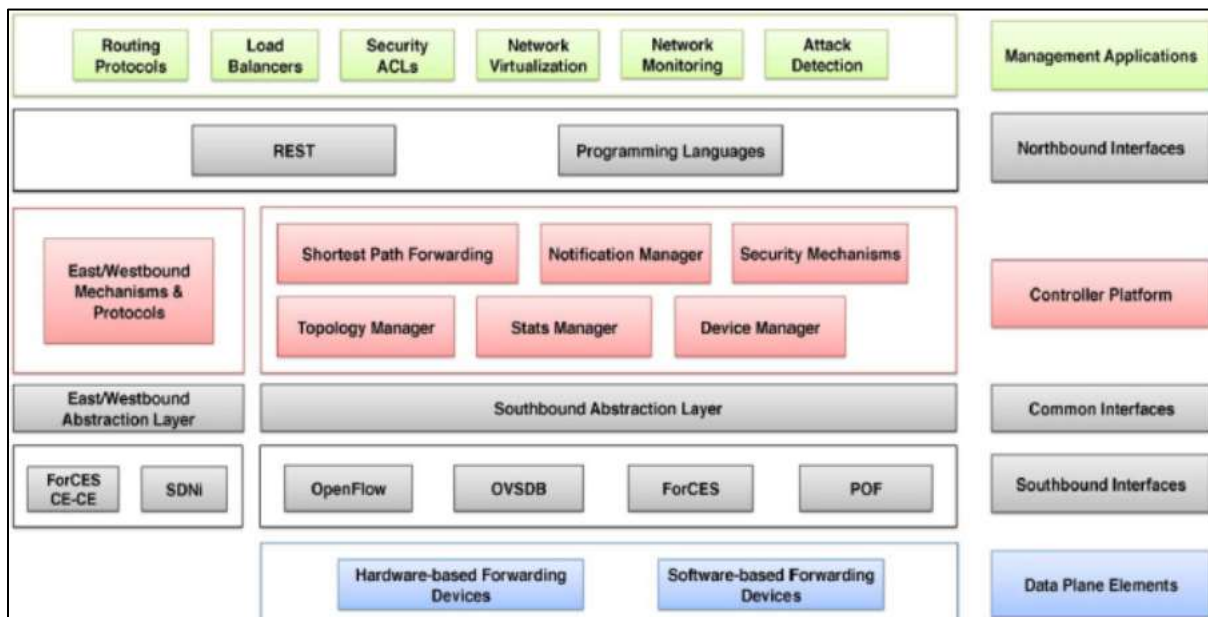 Routing
Protocols
Load
Balancers
Security
ACLs
Network
Virtualization
Network
Monitoring
Attack
Detection
Management Applications
REST
Programming Languages
Northbound Interfaces
East/Westbound
Mechanisms &
Protocols
Shortest Path Forwarding
Notification Manager
Security Mechanisms
Topology Manager
Stats Manager
Device Manager
Controller Platform
East/Westbound
Abstraction Layer
Southbound Abstraction Layer
Common Interfaces
ForCES
CE-CE
SDNi
OpenFlow
OVSDB
ForCES
POF
Southbound Interfaces
Hardware-based Forwarding
Devices
Software-based Forwarding
Devices
Data Plane Elements